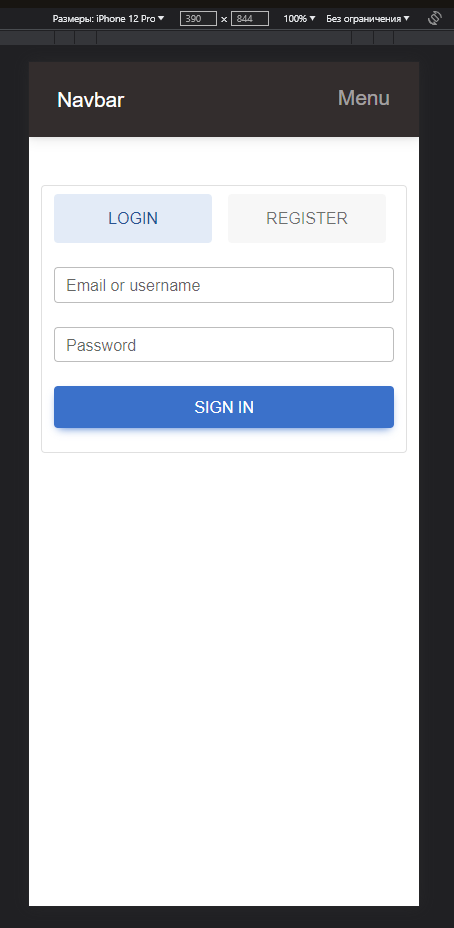 Размеры: iPhone 12 Pro 390 × 844 100% Без ограничения
Navbar Menu
LOGIN REGISTER
Email or username
Password
SIGN IN